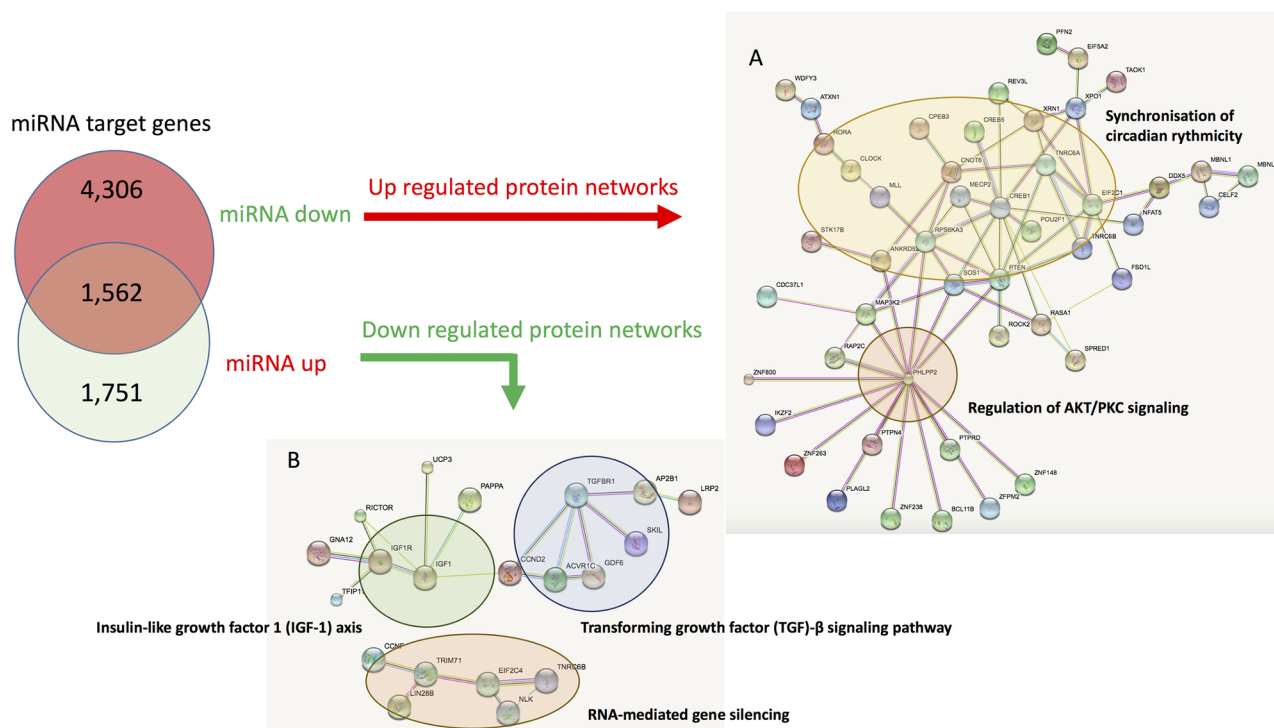 miRNA target genes
4,306
1,562
1,751
miRNA down
miRNA up
Up regulated protein networks
Down regulated protein networks
A
PFN2
EIF5A2
TAOK1
WDFY3
REV3L
ATXN1
XPO1
XRN1
Synchronisation of
circadian rythmicity
CPEB3
CREB5
RORA
CLOCK
CNOT6
TNRC6A
MBNL1
MBNL
DDX5
MLL
MECP2
CREB1
EIF2C1
CELF2
POU2F1
NFAT5
STK17B
RPS6KA3
TNRC6B
ANKRD52
SOS1
PTEN
FSD1L
CDC37L1
MAP3K2
ROCK2
RASA1
RAP2C
SPRED1
PHLPP2
ZNF800
Regulation of AKT/PKC signaling
IKZF2
PTPN4
PTPRD
ZNF263
ZNF148
PLAGL2
ZFPM2
ZNF238
BCL11B
B
UCP3
PAPPA
TGFBR1
AP2B1
LRP2
RICTOR
GNA12
IGF1R
SKIL
IGF1
CCND2
ACVR1C
GDF6
TFIP1
Insulin-like growth factor 1 (IGF-1) axis
Transforming growth factor (TGF)-β signaling pathway
TRIM71
EIF2C4
TNRC6B
LIN28B
NLK
RNA-mediated gene silencing